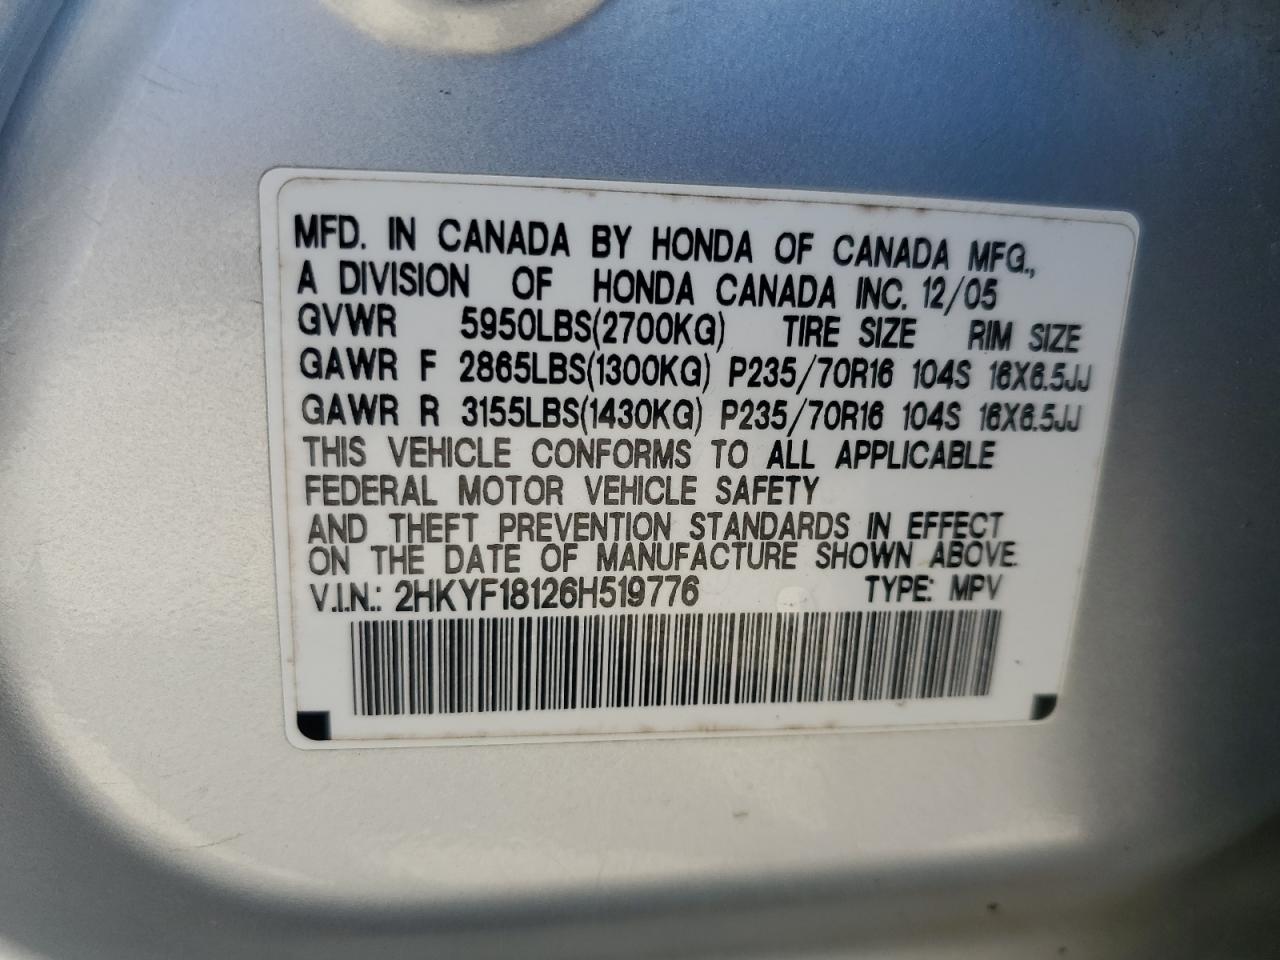 MFD. IN CANADA BY HONDA OF CANADA MFG.,
A DIVISION OF HONDA CANADA INC. 12/05
GVWR 5950LBS(2700KG) TIRE SIZE RIM SIZE
GAWR F 2865LBS(1300KG) P235/70R16 104S 16X6.5JJ
GAWR R 3155LBS(1430KG) P235/70R16 104S 16X6.5JJ
THIS VEHICLE CONFORMS TO ALL APPLICABLE
FEDERAL MOTOR VEHICLE SAFETY
AND THEFT PREVENTION STANDARDS IN EFFECT
ON THE DATE OF MANUFACTURE SHOWN ABOVE.
V.I.N.: 2HKYF18126H519776 TYPE: MPV